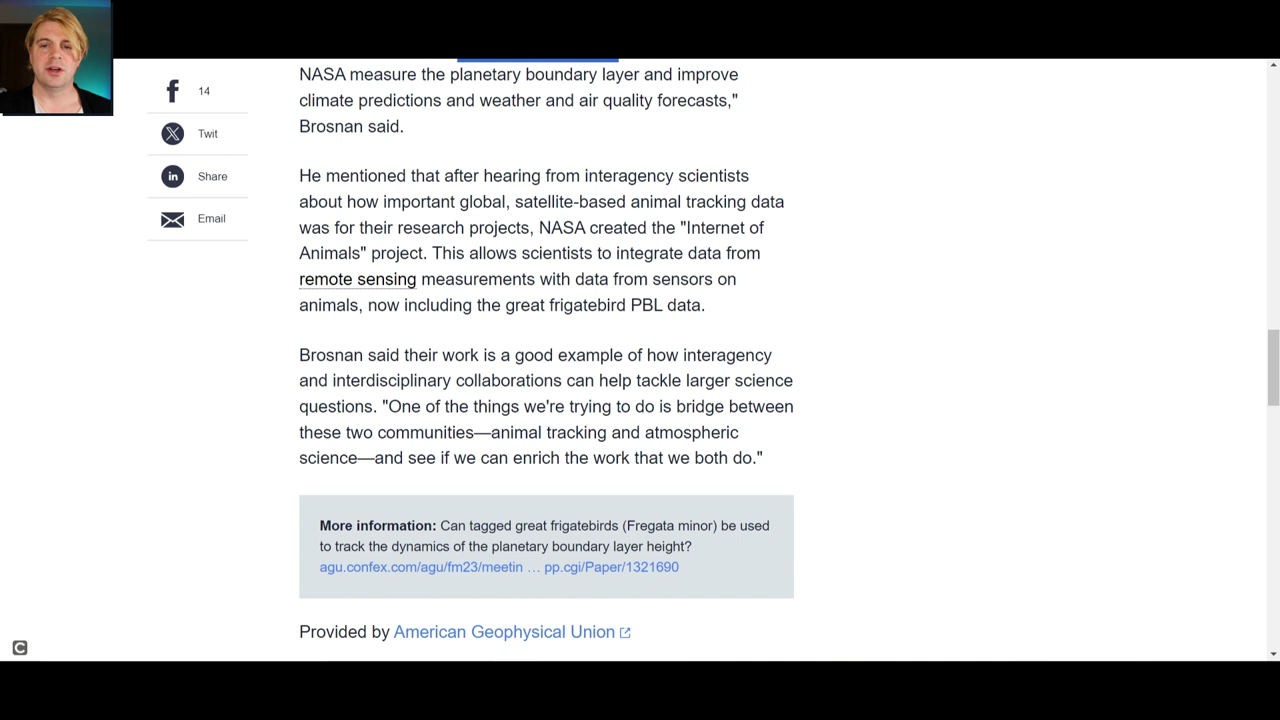 NASA measure the planetary boundary layer and improve
climate predictions and weather and air quality forecasts,"
Brosnan said.
14
Twit
Share
Email
He mentioned that after hearing from interagency scientists
about how important global, satellite-based animal tracking data
was for their research projects, NASA created the "Internet of
Animals" project. This allows scientists to integrate data from
remote sensing measurements with data from sensors on
animals, now including the great frigatebird PBL data.
Brosnan said their work is a good example of how interagency
and interdisciplinary collaborations can help tackle larger science
questions. "One of the things we're trying to do is bridge between
these two communities—animal tracking and atmospheric
science—and see if we can enrich the work that we both do."
More information: Can tagged great frigatebirds (Fregata minor) be used
to track the dynamics of the planetary boundary layer height?
agu.confex.com/agu/fm23/meetin … pp.cgi/Paper/1321690
Provided by American Geophysical Union